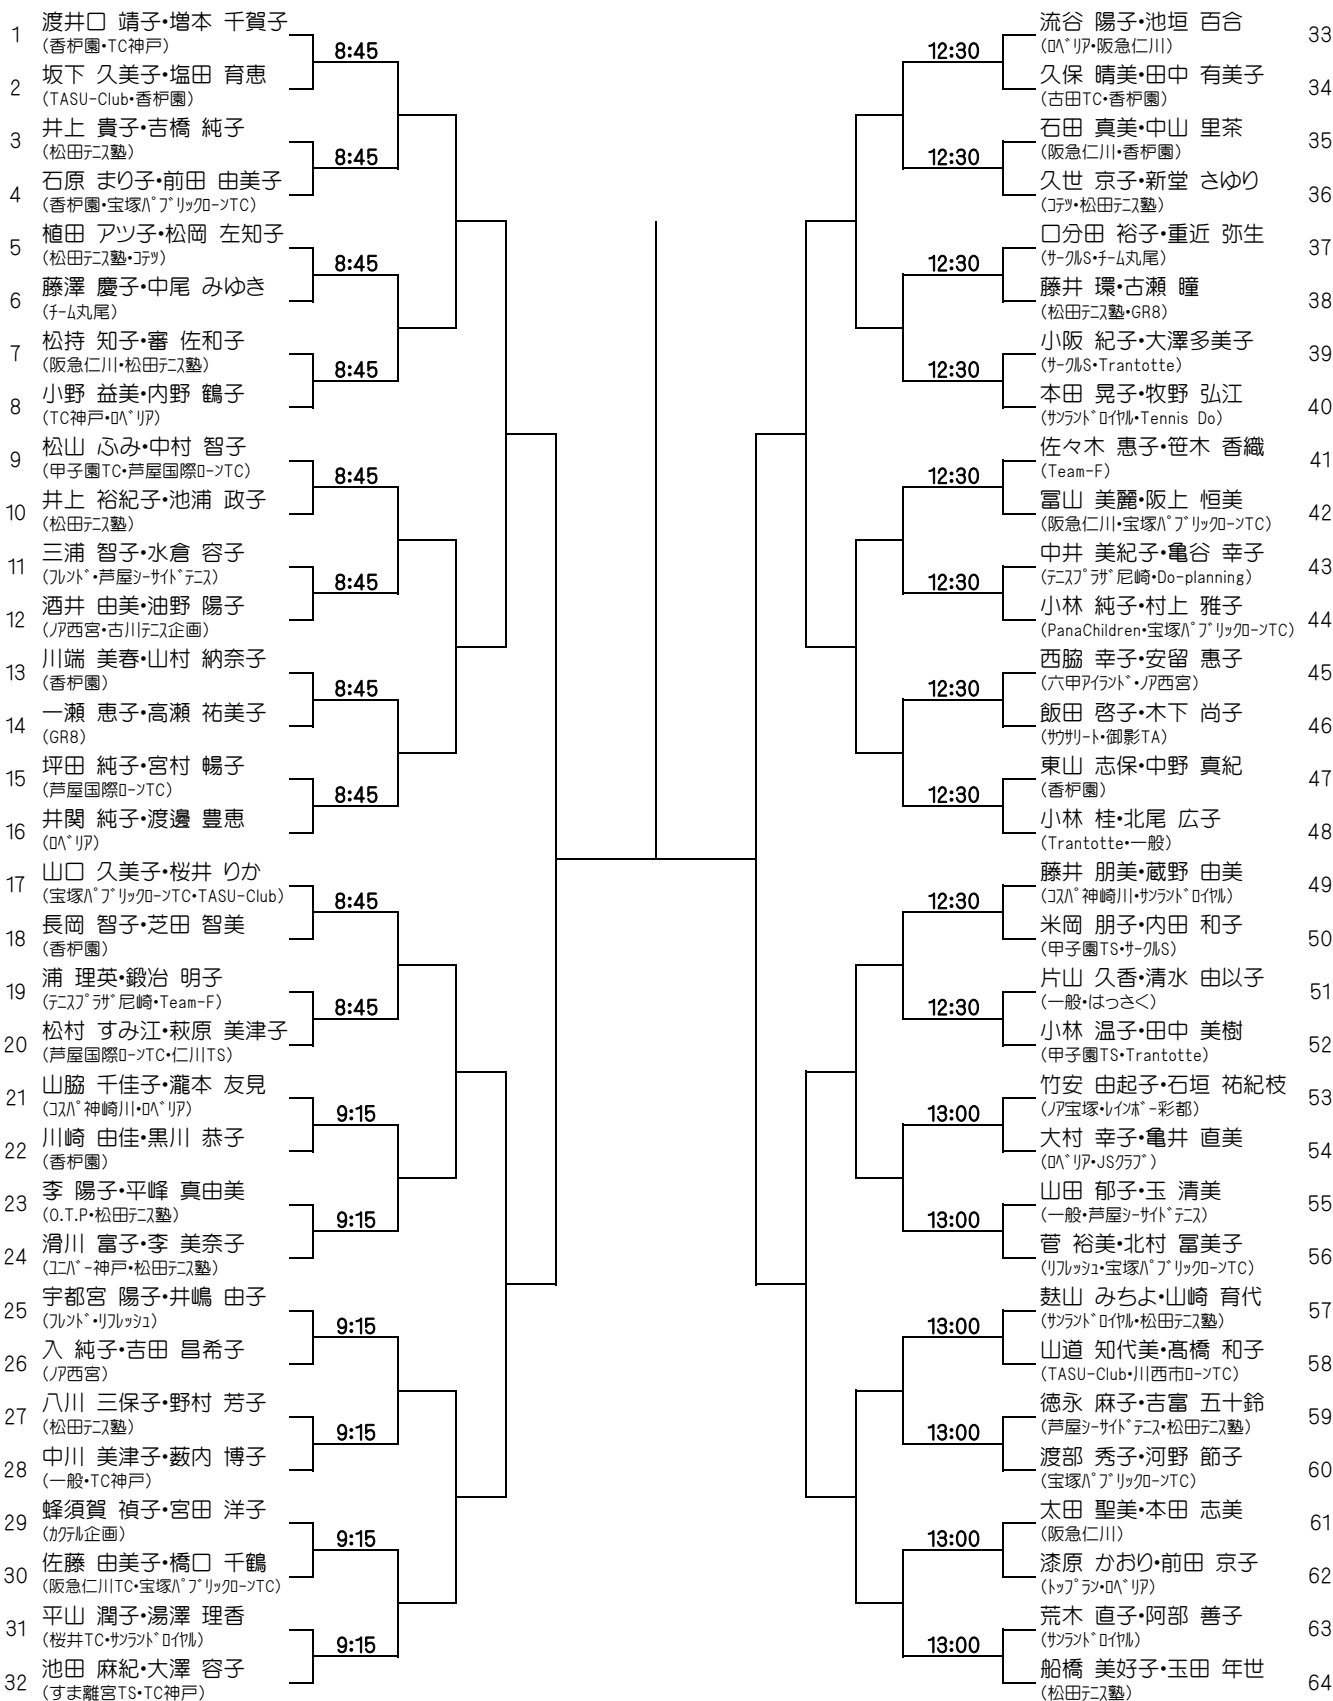 1
渡井口 靖子・増本 千賀子
(香枦園・TC神戸)
8:45
2
坂下 久美子・塩田 育恵
(TASU-Club・香枦園)
3
井上 貴子・吉橋 純子
(松田テニス塾)
8:45
4
石原 まり子・前田 由美子
(香枦園・宝塚パブリックローンTC)
5
植田 アツ子・松岡 左知子
(松田テニス塾・コテツ)
8:45
6
藤澤 慶子・中尾 みゆき
(チーム丸尾)
7
松持 知子・審 佐和子
(阪急仁川・松田テニス塾)
8:45
8
小野 益美・内野 鶴子
(TC神戸・ロペリア)
9
松山 ふみ・中村 智子
(甲子園TC・芦屋国際ローンTC)
8:45
10
井上 裕紀子・池浦 政子
(松田テニス塾)
11
三浦 智子・水倉 容子
(フレンド・芦屋シーサイドテニス)
8:45
12
酒井 由美・油野 陽子
(ノア西宮・古川テニス企画)
13
川端 美春・山村 納奈子
(香枦園)
8:45
14
一瀬 恵子・高瀬 祐美子
(GR8)
15
坪田 純子・宮村 暢子
(芦屋国際ローンTC)
8:45
16
井関 純子・渡邊 豊恵
(ロペリア)
17
山口 久美子・桜井 りか
(宝塚パブリックローンTC・TASU-Club)
8:45
18
長岡 智子・芝田 智美
(香枦園)
19
浦 理英・鍛冶 明子
(テニスプラザ尼崎・Team-F)
8:45
20
松村 すみ江・萩原 美津子
(芦屋国際ローンTC・仁川TS)
21
山脇 千佳子・瀧本 友見
(コスパ神崎川・ロペリア)
9:15
22
川崎 由佳・黒川 恭子
(香枦園)
23
李 陽子・平峰 真由美
(O.T.P・松田テニス塾)
9:15
24
滑川 富子・李 美奈子
(ユニバー神戸・松田テニス塾)
25
宇都宮 陽子・井嶋 由子
(フレンド・リフレッシュ)
9:15
26
入 純子・吉田 昌希子
(ノア西宮)
27
八川 三保子・野村 芳子
(松田テニス塾)
9:15
28
中川 美津子・薮内 博子
(一般・TC神戸)
29
蜂須賀 禎子・宮田 洋子
(カクテル企画)
9:15
30
佐藤 由美子・橋口 千鶴
(阪急仁川TC・宝塚パブリックローンTC)
31
平山 潤子・湯澤 理香
(桜井TC・サンランドロイヤル)
9:15
32
池田 麻紀・大澤 容子
(すま離宮TS・TC神戸)
流谷 陽子・池垣 百合
(ロペリア・阪急仁川)
33
12:30
久保 晴美・田中 有美子
(古田TC・香枦園)
34
石田 真美・中山 里茶
(阪急仁川・香枦園)
35
12:30
久世 京子・新堂 さゆり
(コテツ・松田テニス塾)
36
口分田 裕子・重近 弥生
(サークルS・チーム丸尾)
37
12:30
藤井 環・古瀬 瞳
(松田テニス塾・GR8)
38
小阪 紀子・大澤多美子
(サークルS・Trantotte)
39
12:30
本田 晃子・牧野 弘江
(サンランドロイヤル・Tennis Do)
40
佐々木 惠子・笹木 香織
(Team-F)
41
12:30
冨山 美麗・阪上 恒美
(阪急仁川・宝塚パブリックローンTC)
42
中井 美紀子・亀谷 幸子
(テニスプラザ尼崎・Do-planning)
43
12:30
小林 純子・村上 雅子
(PanaChildren・宝塚パブリックローンTC)
44
西脇 幸子・安留 惠子
(六甲アイランド・ノア西宮)
45
12:30
飯田 啓子・木下 尚子
(サウサリート・御影TA)
46
東山 志保・中野 真紀
(香枦園)
47
12:30
小林 桂・北尾 広子
(Trantotte・一般)
48
藤井 朋美・蔵野 由美
(コスパ神崎川・サンランドロイヤル)
49
12:30
米岡 朋子・内田 和子
(甲子園TS・サークルS)
50
片山 久香・清水 由以子
(一般・はっさく)
51
12:30
小林 温子・田中 美樹
(甲子園TS・Trantotte)
52
竹安 由起子・石垣 祐紀枝
(ノア宝塚・レインボー彩都)
53
13:00
大村 幸子・亀井 直美
(ロペリア・JSクラブ)
54
山田 郁子・玉 清美
(一般・芦屋シーサイドテニス)
55
13:00
菅 裕美・北村 冨美子
(リフレッシュ・宝塚パブリックローンTC)
56
麸山 みちよ・山崎 育代
(サンランドロイヤル・松田テニス塾)
57
13:00
山道 知代美・髙橋 和子
(TASU-Club・川西市ローンTC)
58
徳永 麻子・吉富 五十鈴
(芦屋シーサイドテニス・松田テニス塾)
59
13:00
渡部 秀子・河野 節子
(宝塚パブリックローンTC)
60
太田 聖美・本田 志美
(阪急仁川)
61
13:00
漆原 かおり・前田 京子
(トップラン・ロペリア)
62
荒木 直子・阿部 善子
(サンランドロイヤル)
63
13:00
船橋 美好子・玉田 年世
(松田テニス塾)
64